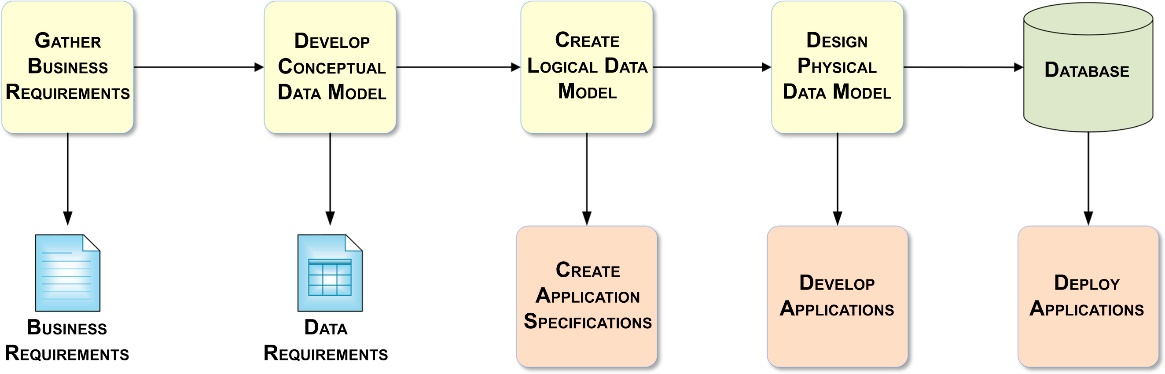 Gather
Business
Requirements
Develop
Conceptual
Data Model
Create
Logical Data
Model
Design
Physical
Data Model
Database
Business
Requirements
Data
Requirements
Create
Application
Specifications
Develop
Applications
Deploy
Applications